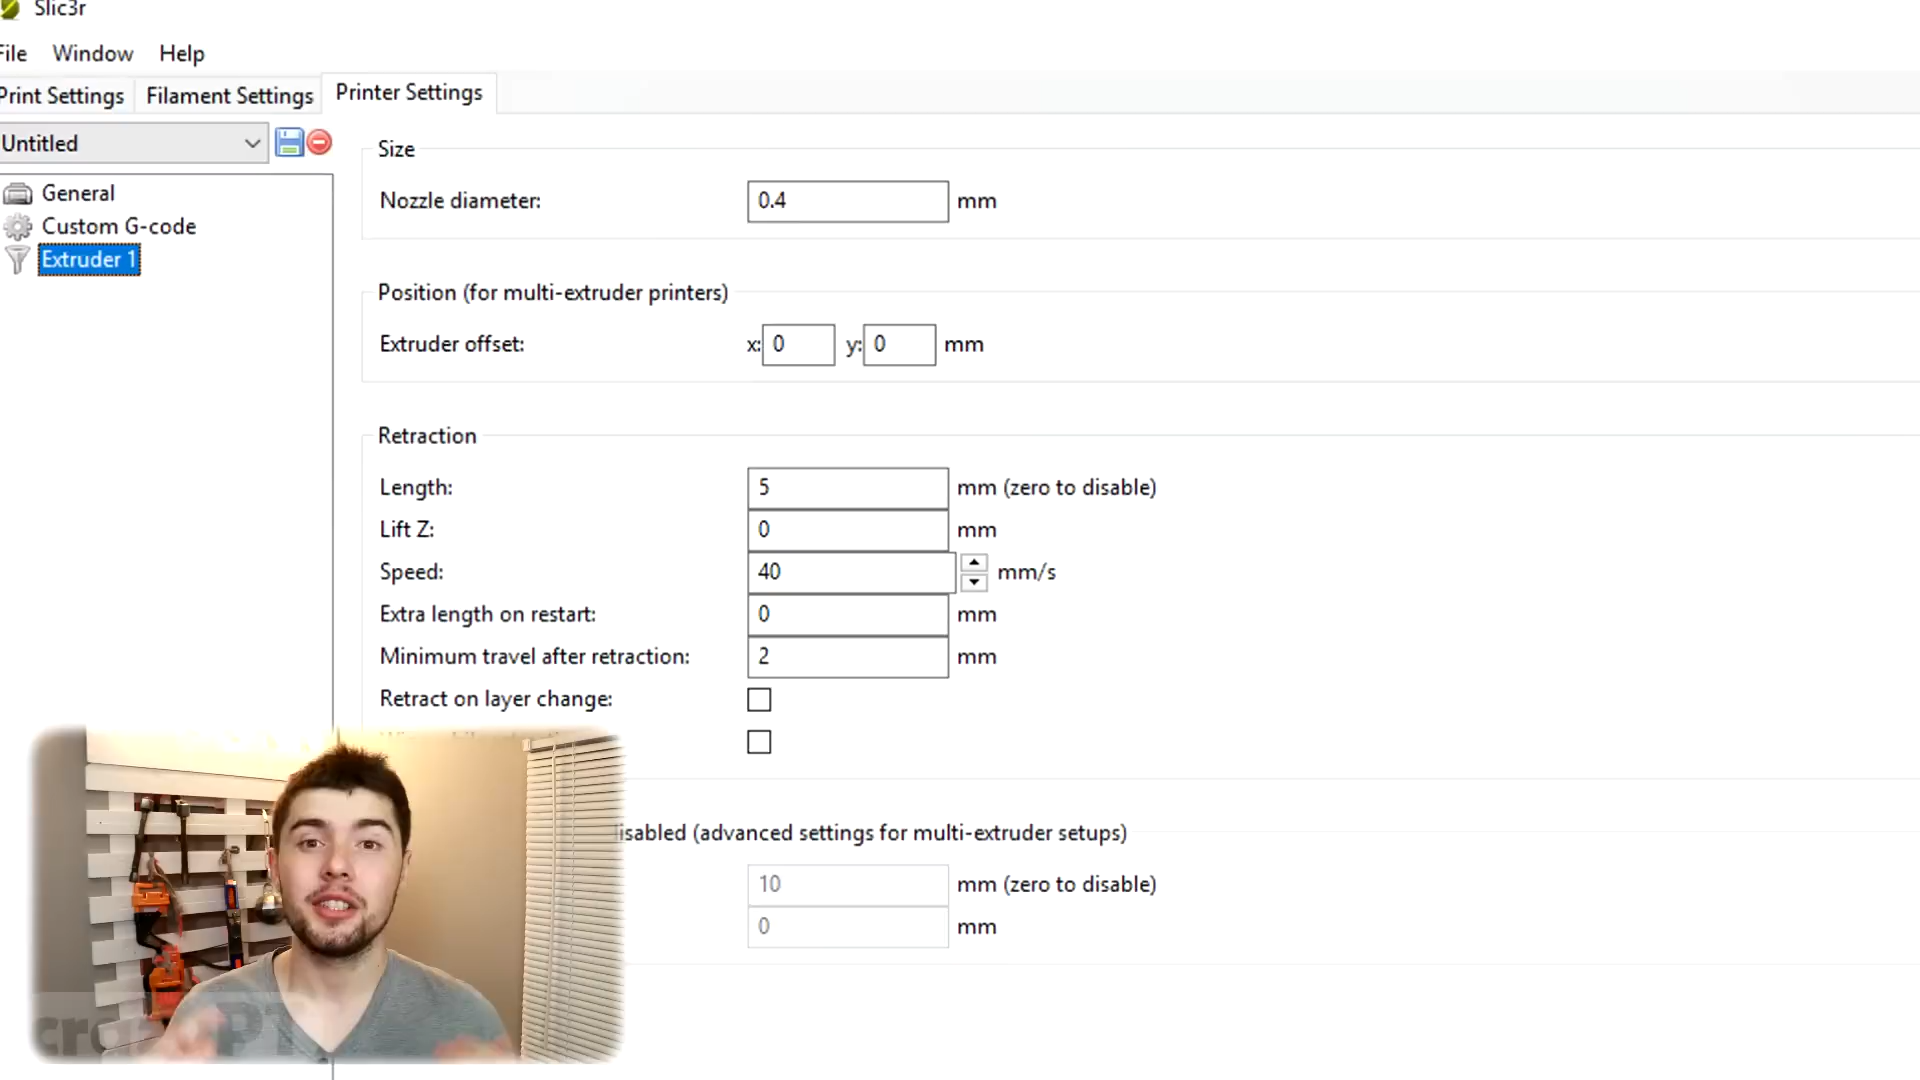 Slic3r
File Window Help
Print Settings Filament Settings Printer Settings
Untitled
General
Custom G-code
Extruder 1
Size
Nozzle diameter: 0.4 mm
Position (for multi-extruder printers)
Extruder offset: x: 0 y: 0 mm
Retraction
Length: 5 mm (zero to disable)
Lift Z: 0 mm
Speed: 40 mm/s
Extra length on restart: 0 mm
Minimum travel after retraction: 2 mm
Retract on layer change:
isabled (advanced settings for multi-extruder setups)
10 mm (zero to disable)
0 mm